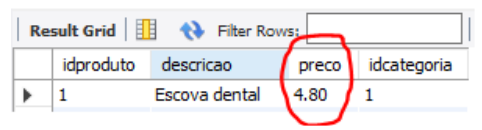 Result Grid Filter Rows:
idproduto descricao preco idcategoria
1 Escova dental 4.80 1